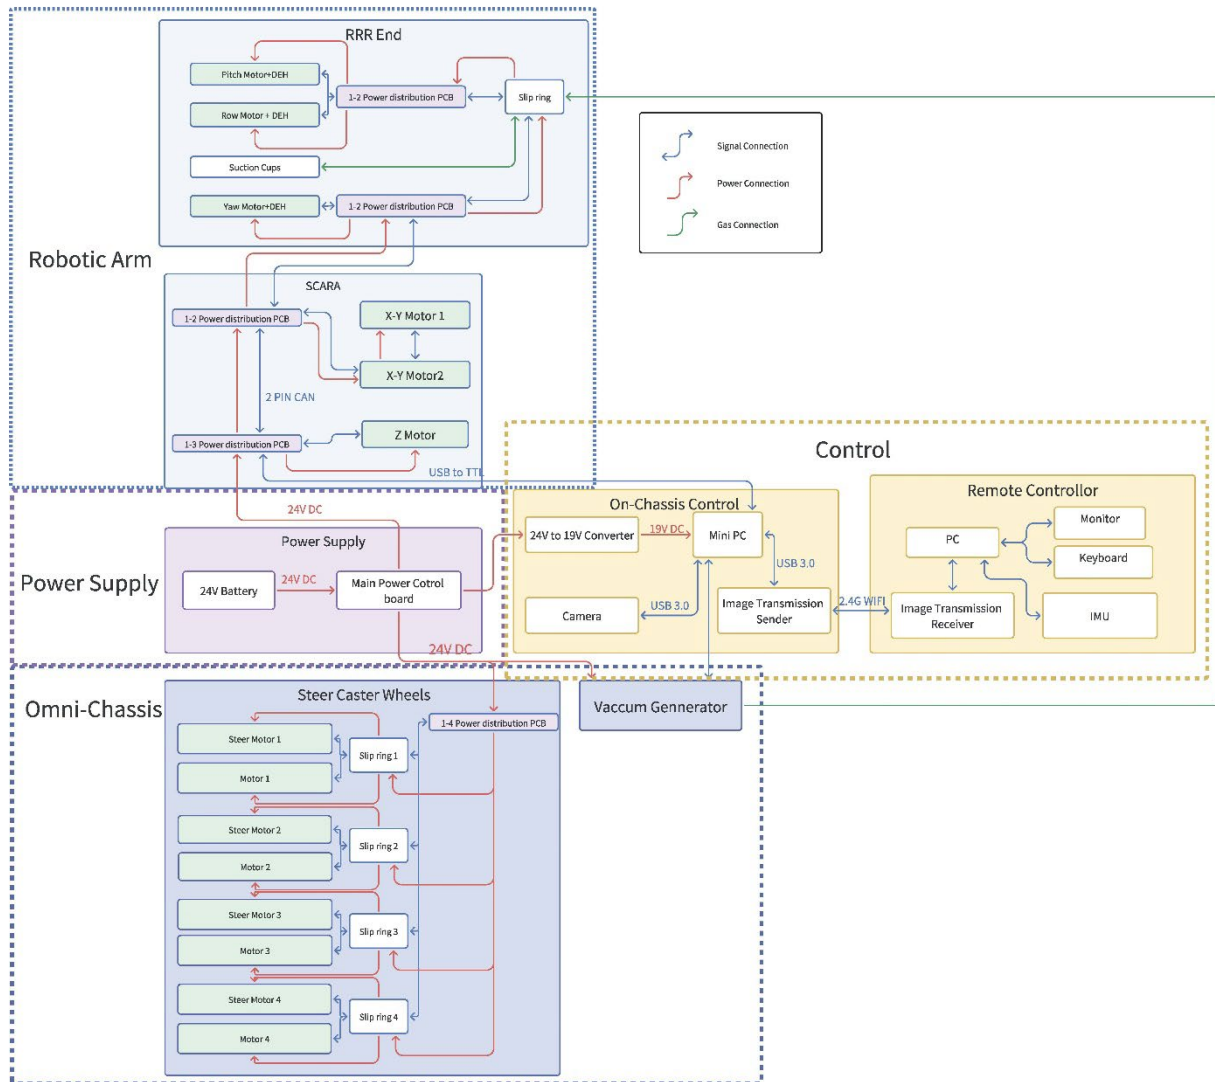 RRR End
Pitch Motor+DEH
1-2 Power distribution PCB
Slip ring
Row Motor + DEH
Suction Cups
Yaw Motor+DEH
1-2 Power distribution PCB
Signal Connection
Power Connection
Gas Connection
Robotic Arm
SCARA
1-2 Power distribution PCB
X-Y Motor 1
X-Y Motor2
2 PIN CAN
1-3 Power distribution PCB
Z Motor
USB to TTL
Control
24V DC
On-Chassis Control
Remote Controllor
Power Supply
Power Supply
24V Battery
24V DC
Main Power Cotrol
board
24V to 19V Converter
19V DC
Mini PC
USB 3.0
Camera
USB 3.0
Image Transmission
Sender
2.4G WIFI
PC
Monitor
Keyboard
Image Transmission
Receiver
IMU
24V DC
Omni-Chassis
Steer Caster Wheels
1-4 Power distribution PCB
Vaccum Gennerator
Steer Motor 1
Motor 1
Slip ring 1
Steer Motor 2
Motor 2
Slip ring 2
Steer Motor 3
Motor 3
Slip ring 3
Steer Motor 4
Motor 4
Slip ring 4